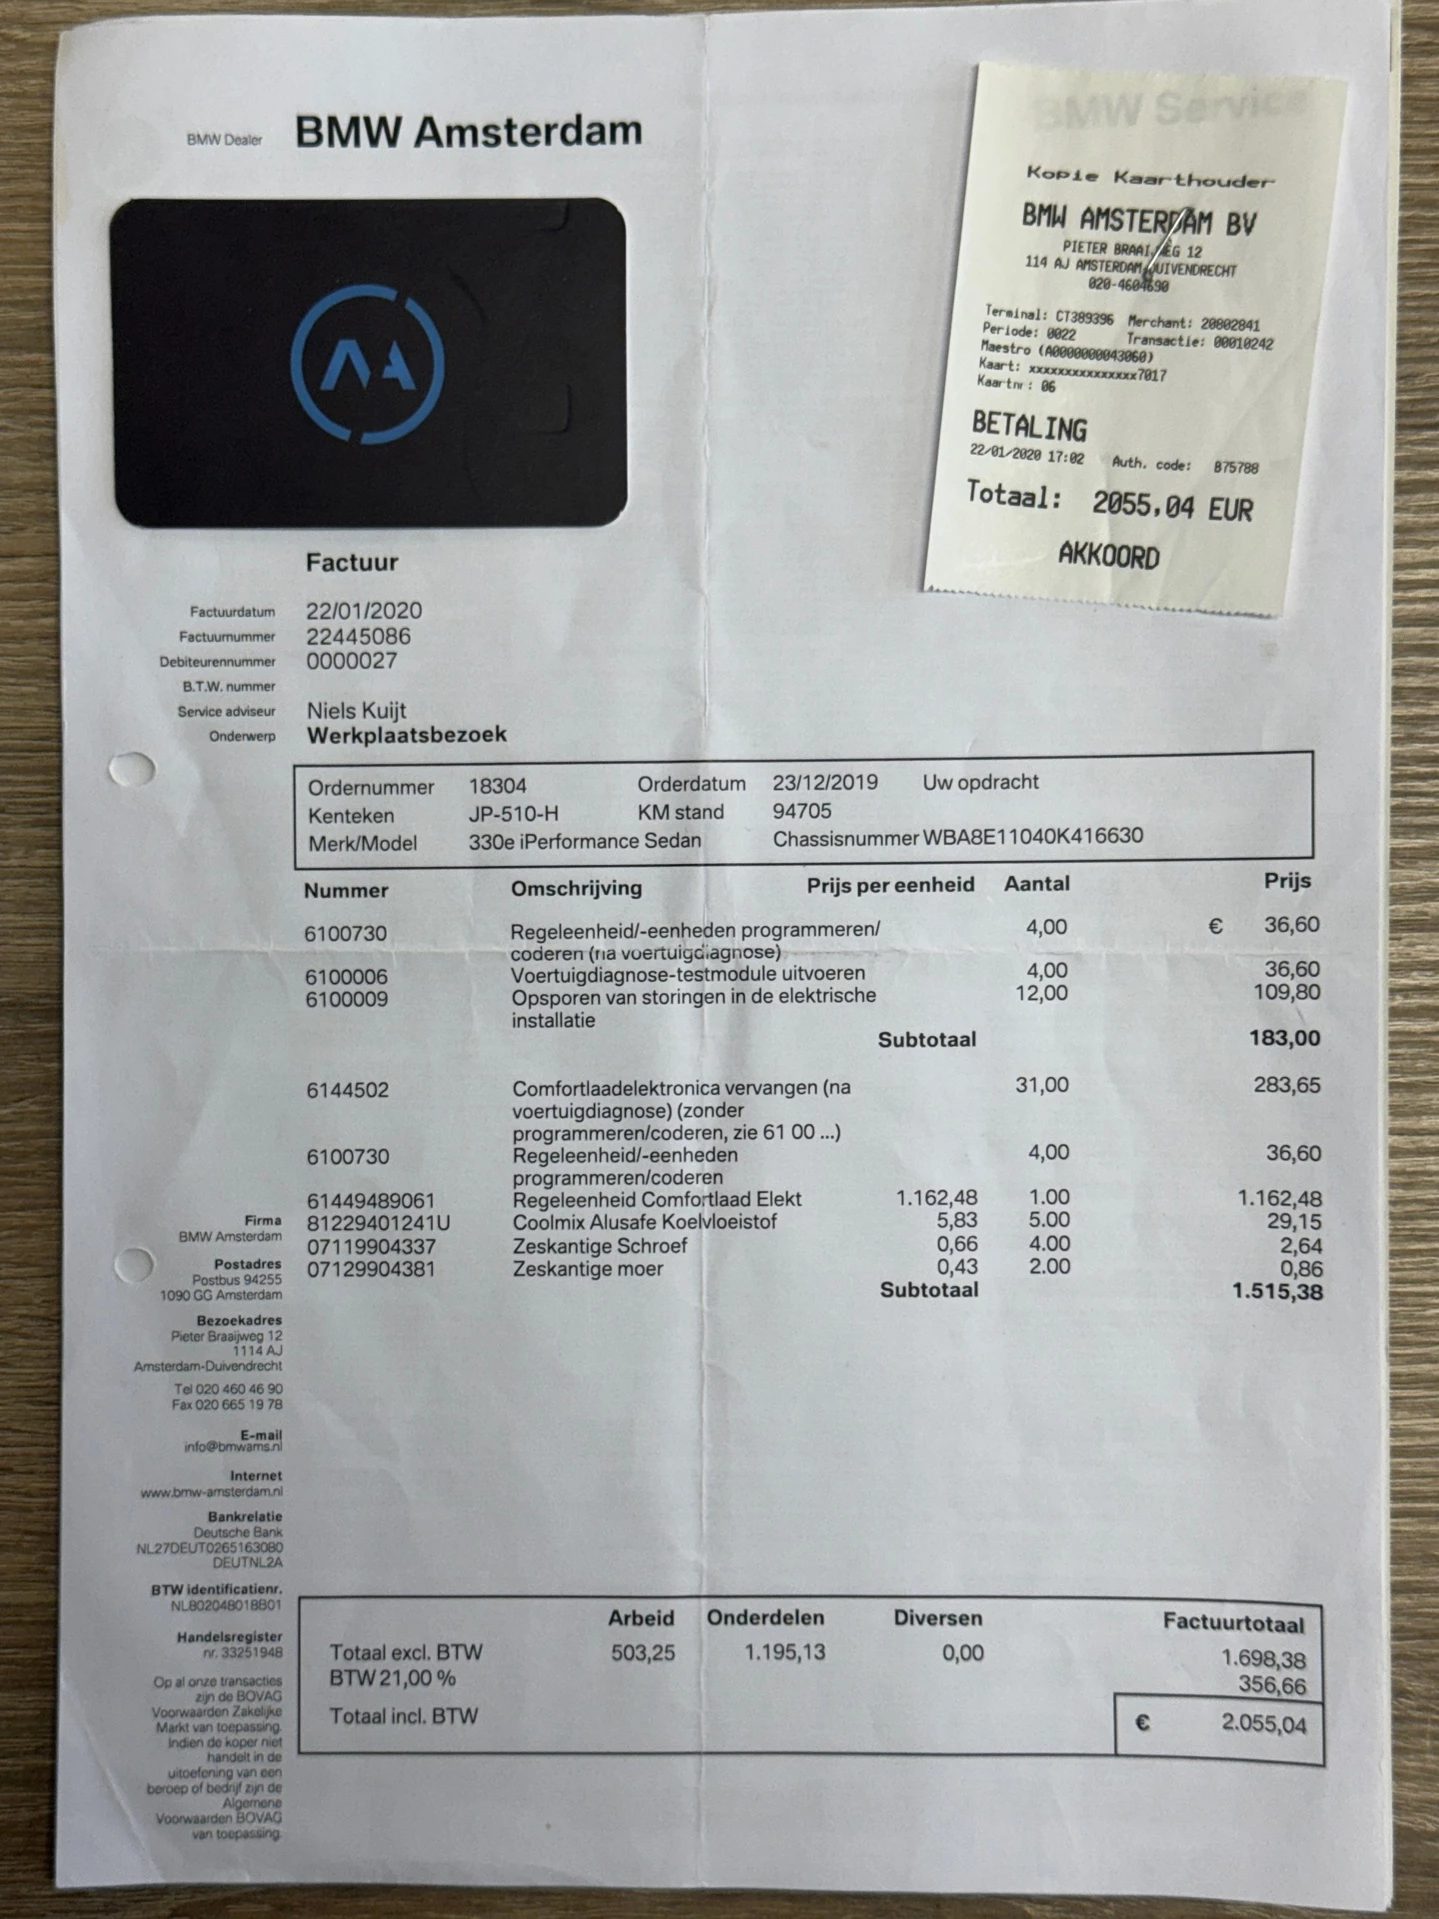 BMW Dealer BMW Amsterdam
BMW Service
Kopie Kaarthouder
BMW AMSTERDAM BV
PIETER BRAAIJWEG 12
114 AJ AMSTERDAM DUIVENDRECHT
020-4604690
Terminal: CT389396 Merchant: 20802841
Periode: 0022 Transactie: 00010242
Maestro (A0000000043060)
Kaart: xxxxxxxxxxxxxxx7017
Kaartnr: 06
BETALING
22/01/2020 17:02 Auth. code: B75788
Totaal: 2055,04 EUR
AKKOORD
Factuur
Factuurdatum 22/01/2020
Factuurnummer 22445086
Debiteurennummer 0000027
B.T.W. nummer
Service adviseur Niels Kuijt
Onderwerp Werkplaatsbezoek
Ordernummer 18304 Orderdatum 23/12/2019 Uw opdracht
Kenteken JP-510-H KM stand 94705
Merk/Model 330e iPerformance Sedan Chassisnummer WBA8E11040K416630
Nummer Omschrijving Prijs per eenheid Aantal Prijs
6100730 Regeleenheid/-eenheden programmeren/ 4,00 € 36,60
coderen (na voertuigdiagnose)
6100006 Voertuigdiagnose-testmodule uitvoeren 4,00 36,60
6100009 Opsporen van storingen in de elektrische 12,00 109,80
installatie
Subtotaal 183,00
6144502 Comfortlaadelektronica vervangen (na 31,00 283,65
voertuigdiagnose) (zonder
programmeren/coderen, zie 61 00 ...)
6100730 Regeleenheid/-eenheden 4,00 36,60
programmeren/coderen
61449489061 Regeleenheid Comfortlaad Elekt 1.162,48 1.00 1.162,48
81229401241U Coolmix Alusafe Koelvloeistof 5,83 5.00 29,15
07119904337 Zeskantige Schroef 0,66 4.00 2,64
07129904381 Zeskantige moer 0,43 2.00 0,86
Subtotaal 1.515,38
Firma
BMW Amsterdam
Postadres
Postbus 94255
1090 GG Amsterdam
Bezoekadres
Pieter Braaijweg 12
1114 AJ
Amsterdam-Duivendrecht
Tel 020 460 46 90
Fax 020 665 19 78
E-mail
info@bmwams.nl
Internet
www.bmw-amsterdam.nl
Bankrelatie
Deutsche Bank
NL27DEUT0265163080
DEUTNL2A
BTW identificatienr.
NL802048018B01
Handelsregister
nr. 33251948
Op al onze transacties
zijn de BOVAG
Voorwaarden Zakelijke
Markt van toepassing.
Indien de koper niet
handelt in de
uitoefening van een
beroep of bedrijf zijn de
Algemene
Voorwaarden BOVAG
van toepassing.
Arbeid Onderdelen Diversen Factuurtotaal
Totaal excl. BTW 503,25 1.195,13 0,00 1.698,38
BTW 21,00 % 356,66
Totaal incl. BTW € 2.055,04